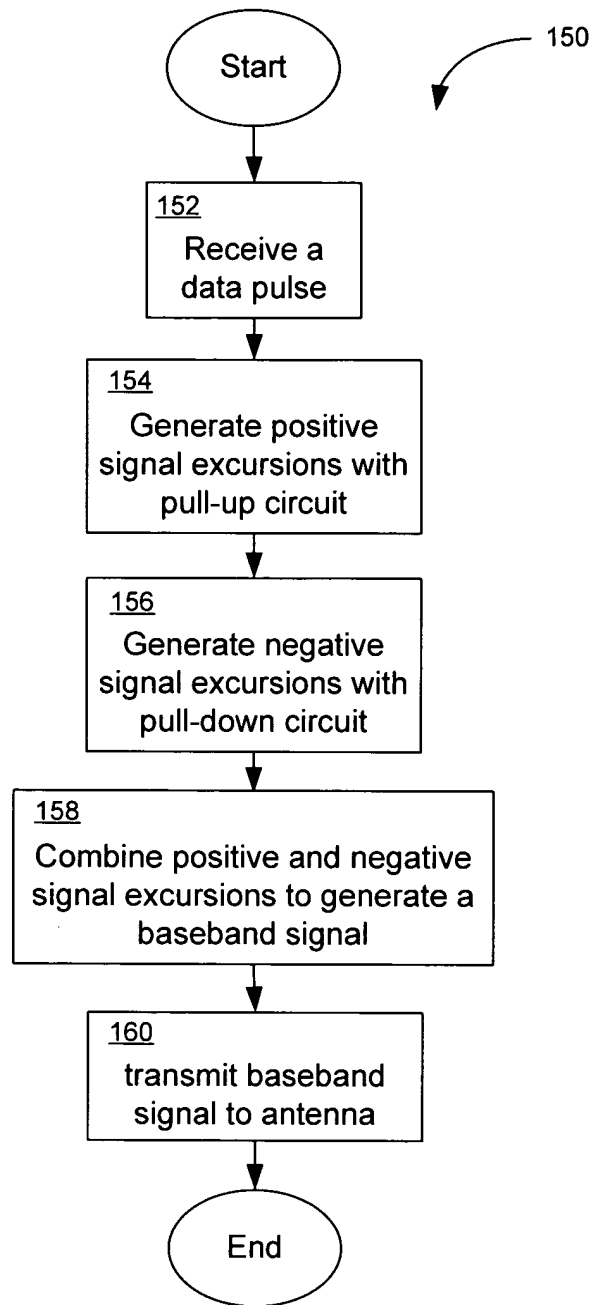 Start
150
152
Receive a
data pulse
154
Generate positive
signal excursions with
pull-up circuit
156
Generate negative
signal excursions with
pull-down circuit
158
Combine positive and negative
signal excursions to generate a
baseband signal
160
transmit baseband
signal to antenna
End